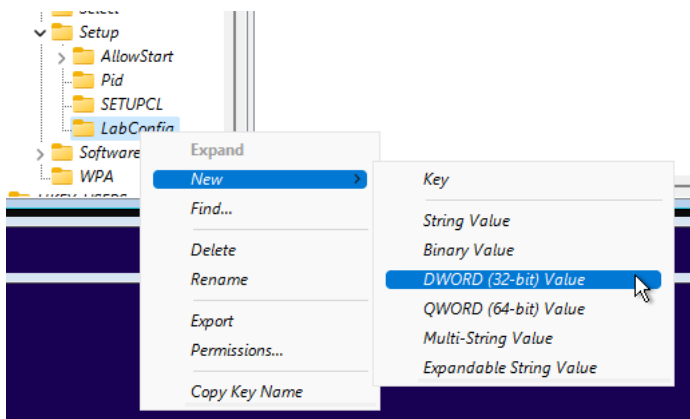 Select
Setup
AllowStart
Pid
SETUPCL
LabConfig
Software
WPA
Expand
New
Find...
Delete
Rename
Export
Permissions...
Copy Key Name
Key
String Value
Binary Value
DWORD (32-bit) Value
QWORD (64-bit) Value
Multi-String Value
Expandable String Value